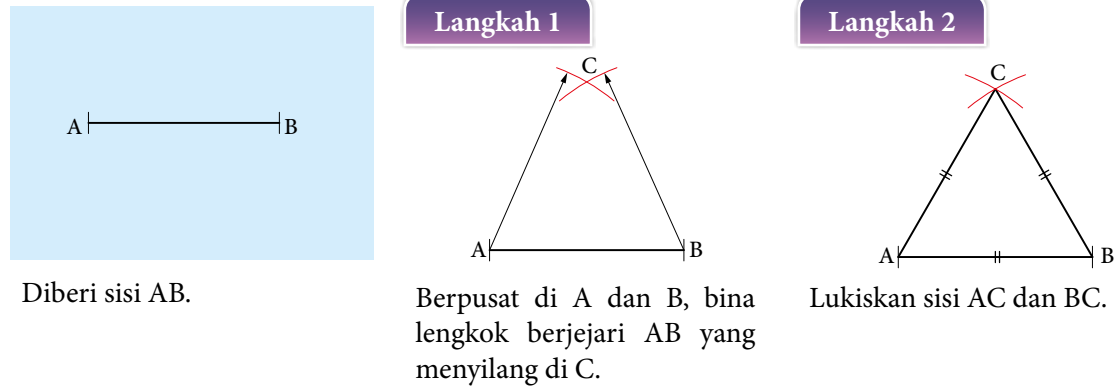 A B
Diberi sisi AB.
Langkah 1
C
A B
Berpusat di A dan B, bina
lengkok berjejari AB yang
menyilang di C.
Langkah 2
C
A B
Lukiskan sisi AC dan BC.